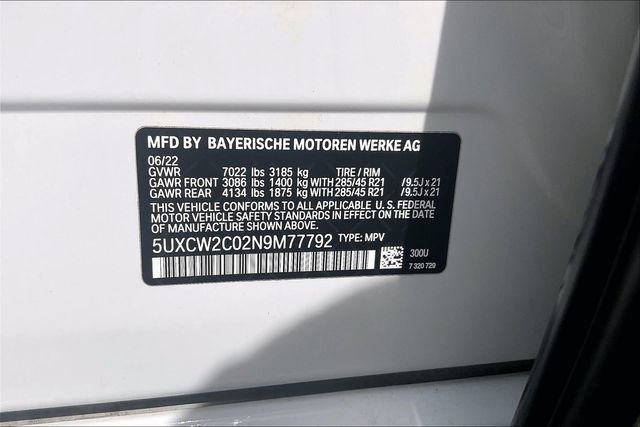 MFD BY BAYERISCHE MOTOREN WERKE AG
06/22
GVWR 7022 lbs 3185 kg TIRE / RIM
GAWR FRONT 3086 lbs 1400 kg WITH 285/45 R21 /9.5J x 21
GAWR REAR 4134 lbs 1875 kg WITH 285/45 R21 /9.5J x 21
THIS VEHICLE CONFORMS TO ALL APPLICABLE U. S. FEDERAL
MOTOR VEHICLE SAFETY STANDARDS IN EFFECT ON THE DATE
OF MANUFACTURE SHOWN ABOVE.
5UXCW2C02N9M77792 TYPE: MPV
300U
7 320 729